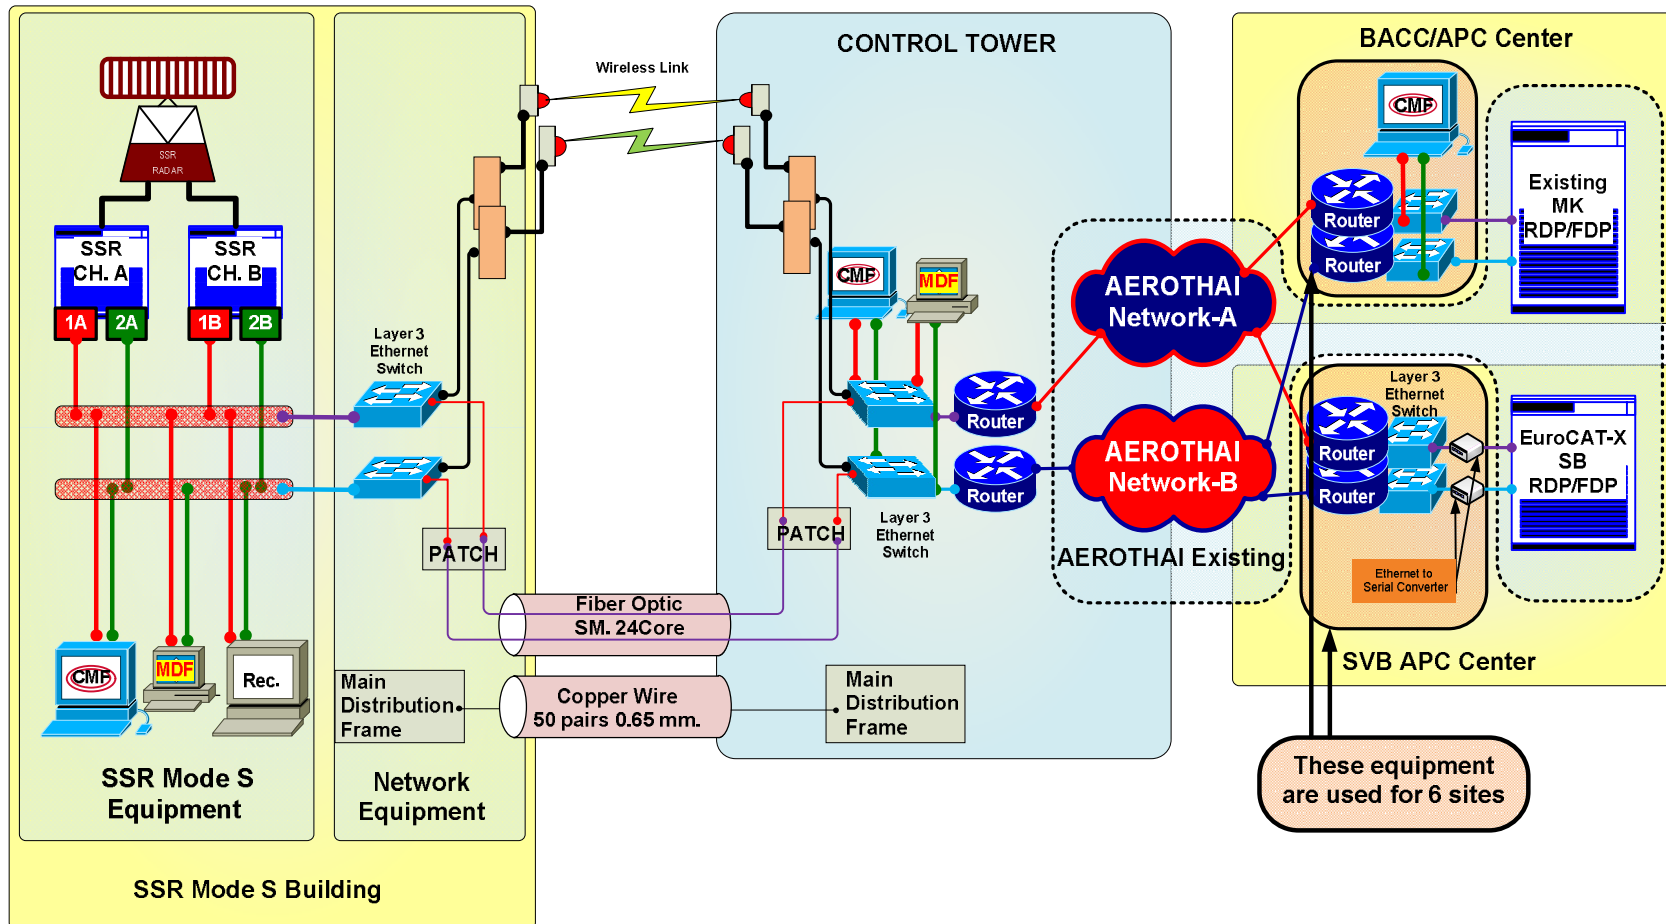 SSR
RADAR
SSR
CH. A
SSR
CH. B
1A
2A
1B
2B
CMF
MDF
Rec.
SSR Mode S
Equipment
SSR Mode S Building
Layer 3
Ethernet
Switch
PATCH
Main
Distribution
Frame
Network
Equipment
Wireless Link
Fiber Optic
SM. 24Core
Copper Wire
50 pairs 0.65 mm.
CONTROL TOWER
CMF
MDF
Router
Router
Layer 3
Ethernet
Switch
PATCH
Main
Distribution
Frame
AEROTHAI
Network-A
AEROTHAI
Network-B
AEROTHAI Existing
BACC/APC Center
CMF
Router
Router
Existing
MK
RDP/FDP
Layer 3
Ethernet
Switch
Router
Router
EuroCAT-X
SB
RDP/FDP
Ethernet to
Serial Converter
SVB APC Center
These equipment
are used for 6 sites